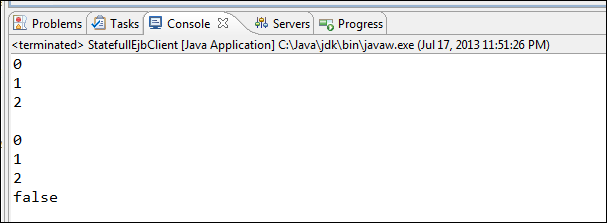 Problems Tasks Console Servers Progress
<terminated> StatefullEjbClient [Java Application] C:\Java\jdk\bin\javaw.exe (Jul 17, 2013 11:51:26 PM)
0
1
2
0
1
2
false